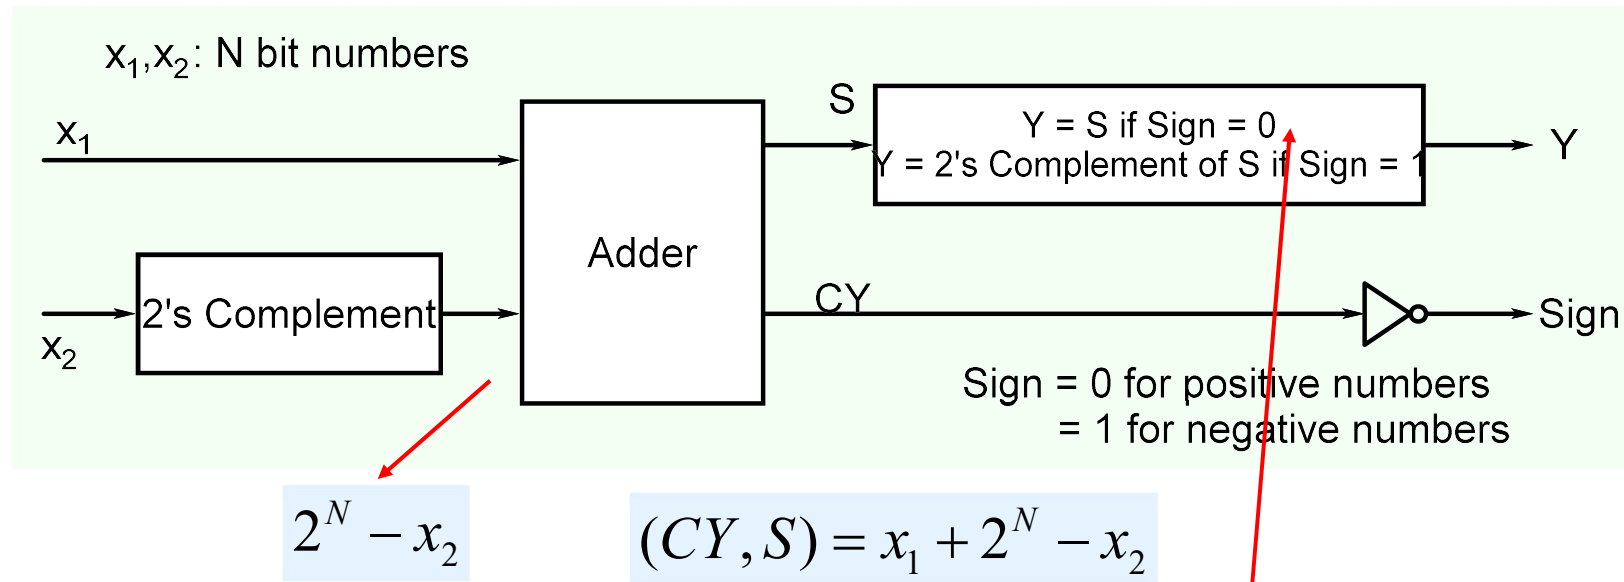 x₁,x₂: N bit numbers
x₁
S
Y = S if Sign = 0
Y = 2's Complement of S if Sign = 1
Y
Adder
2's Complement
x₂
CY
Sign
Sign = 0 for positive numbers
= 1 for negative numbers
2^N − x₂
(CY, S) = x₁ + 2^N − x₂